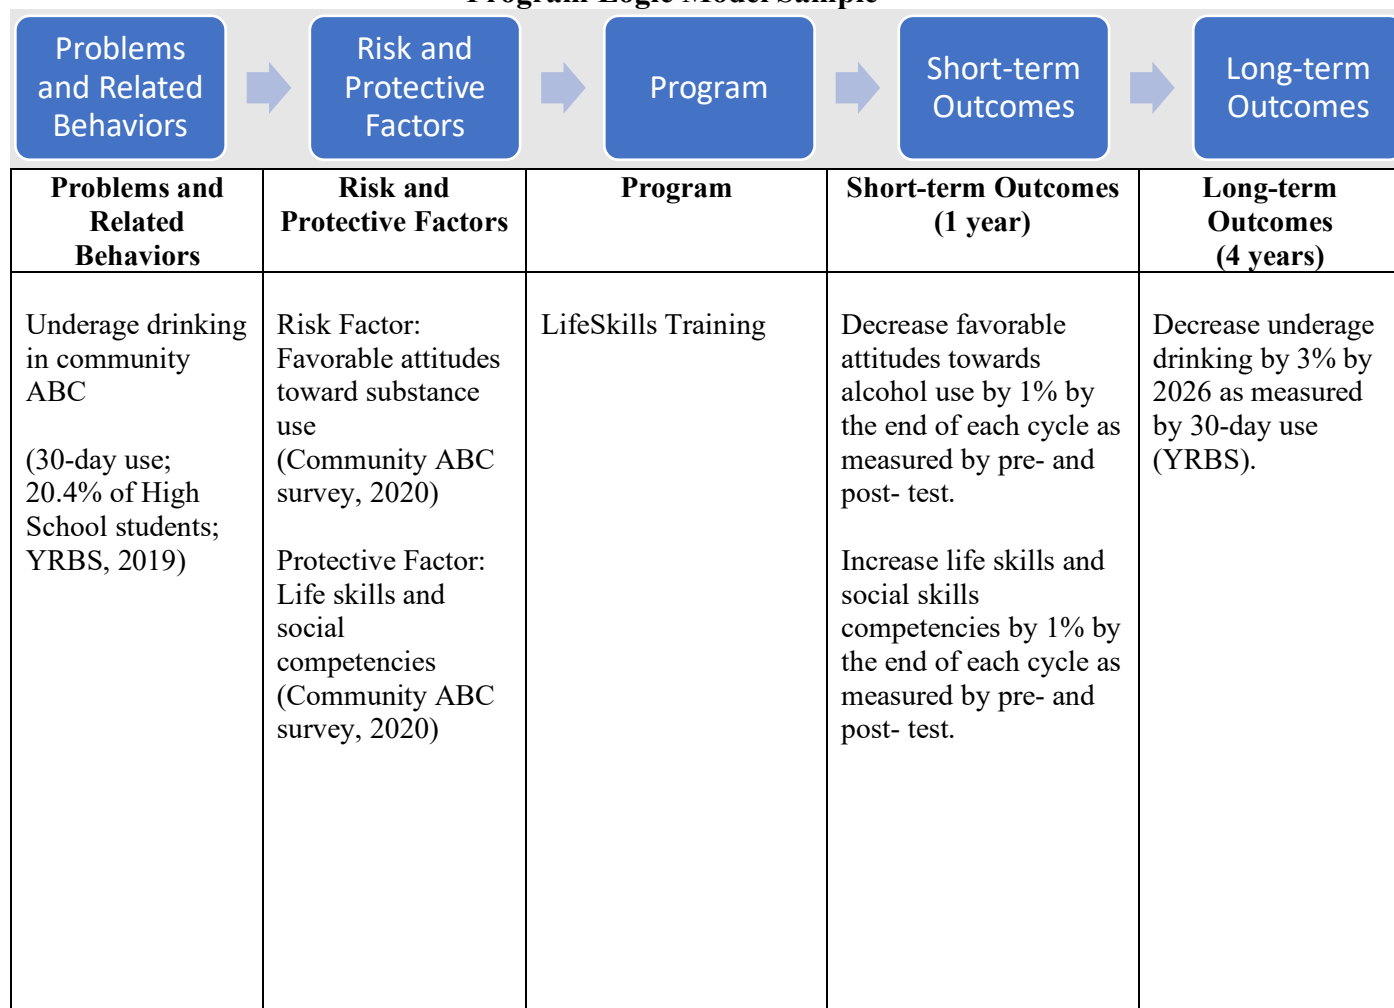 Program Logic Model Sample
Problems
and Related
Behaviors
Risk and
Protective
Factors
Program
Short-term
Outcomes
Long-term
Outcomes
Problems and
Related
Behaviors
Risk and
Protective Factors
Program
Short-term Outcomes
(1 year)
Long-term
Outcomes
(4 years)
Underage drinking
in community
ABC
(30-day use;
20.4% of High
School students;
YRBS, 2019)
Risk Factor:
Favorable attitudes
toward substance
use
(Community ABC
survey, 2020)
Protective Factor:
Life skills and
social
competencies
(Community ABC
survey, 2020)
LifeSkills Training
Decrease favorable
attitudes towards
alcohol use by 1% by
the end of each cycle as
measured by pre- and
post- test.
Increase life skills and
social skills
competencies by 1% by
the end of each cycle as
measured by pre- and
post- test.
Decrease underage
drinking by 3% by
2026 as measured
by 30-day use
(YRBS).